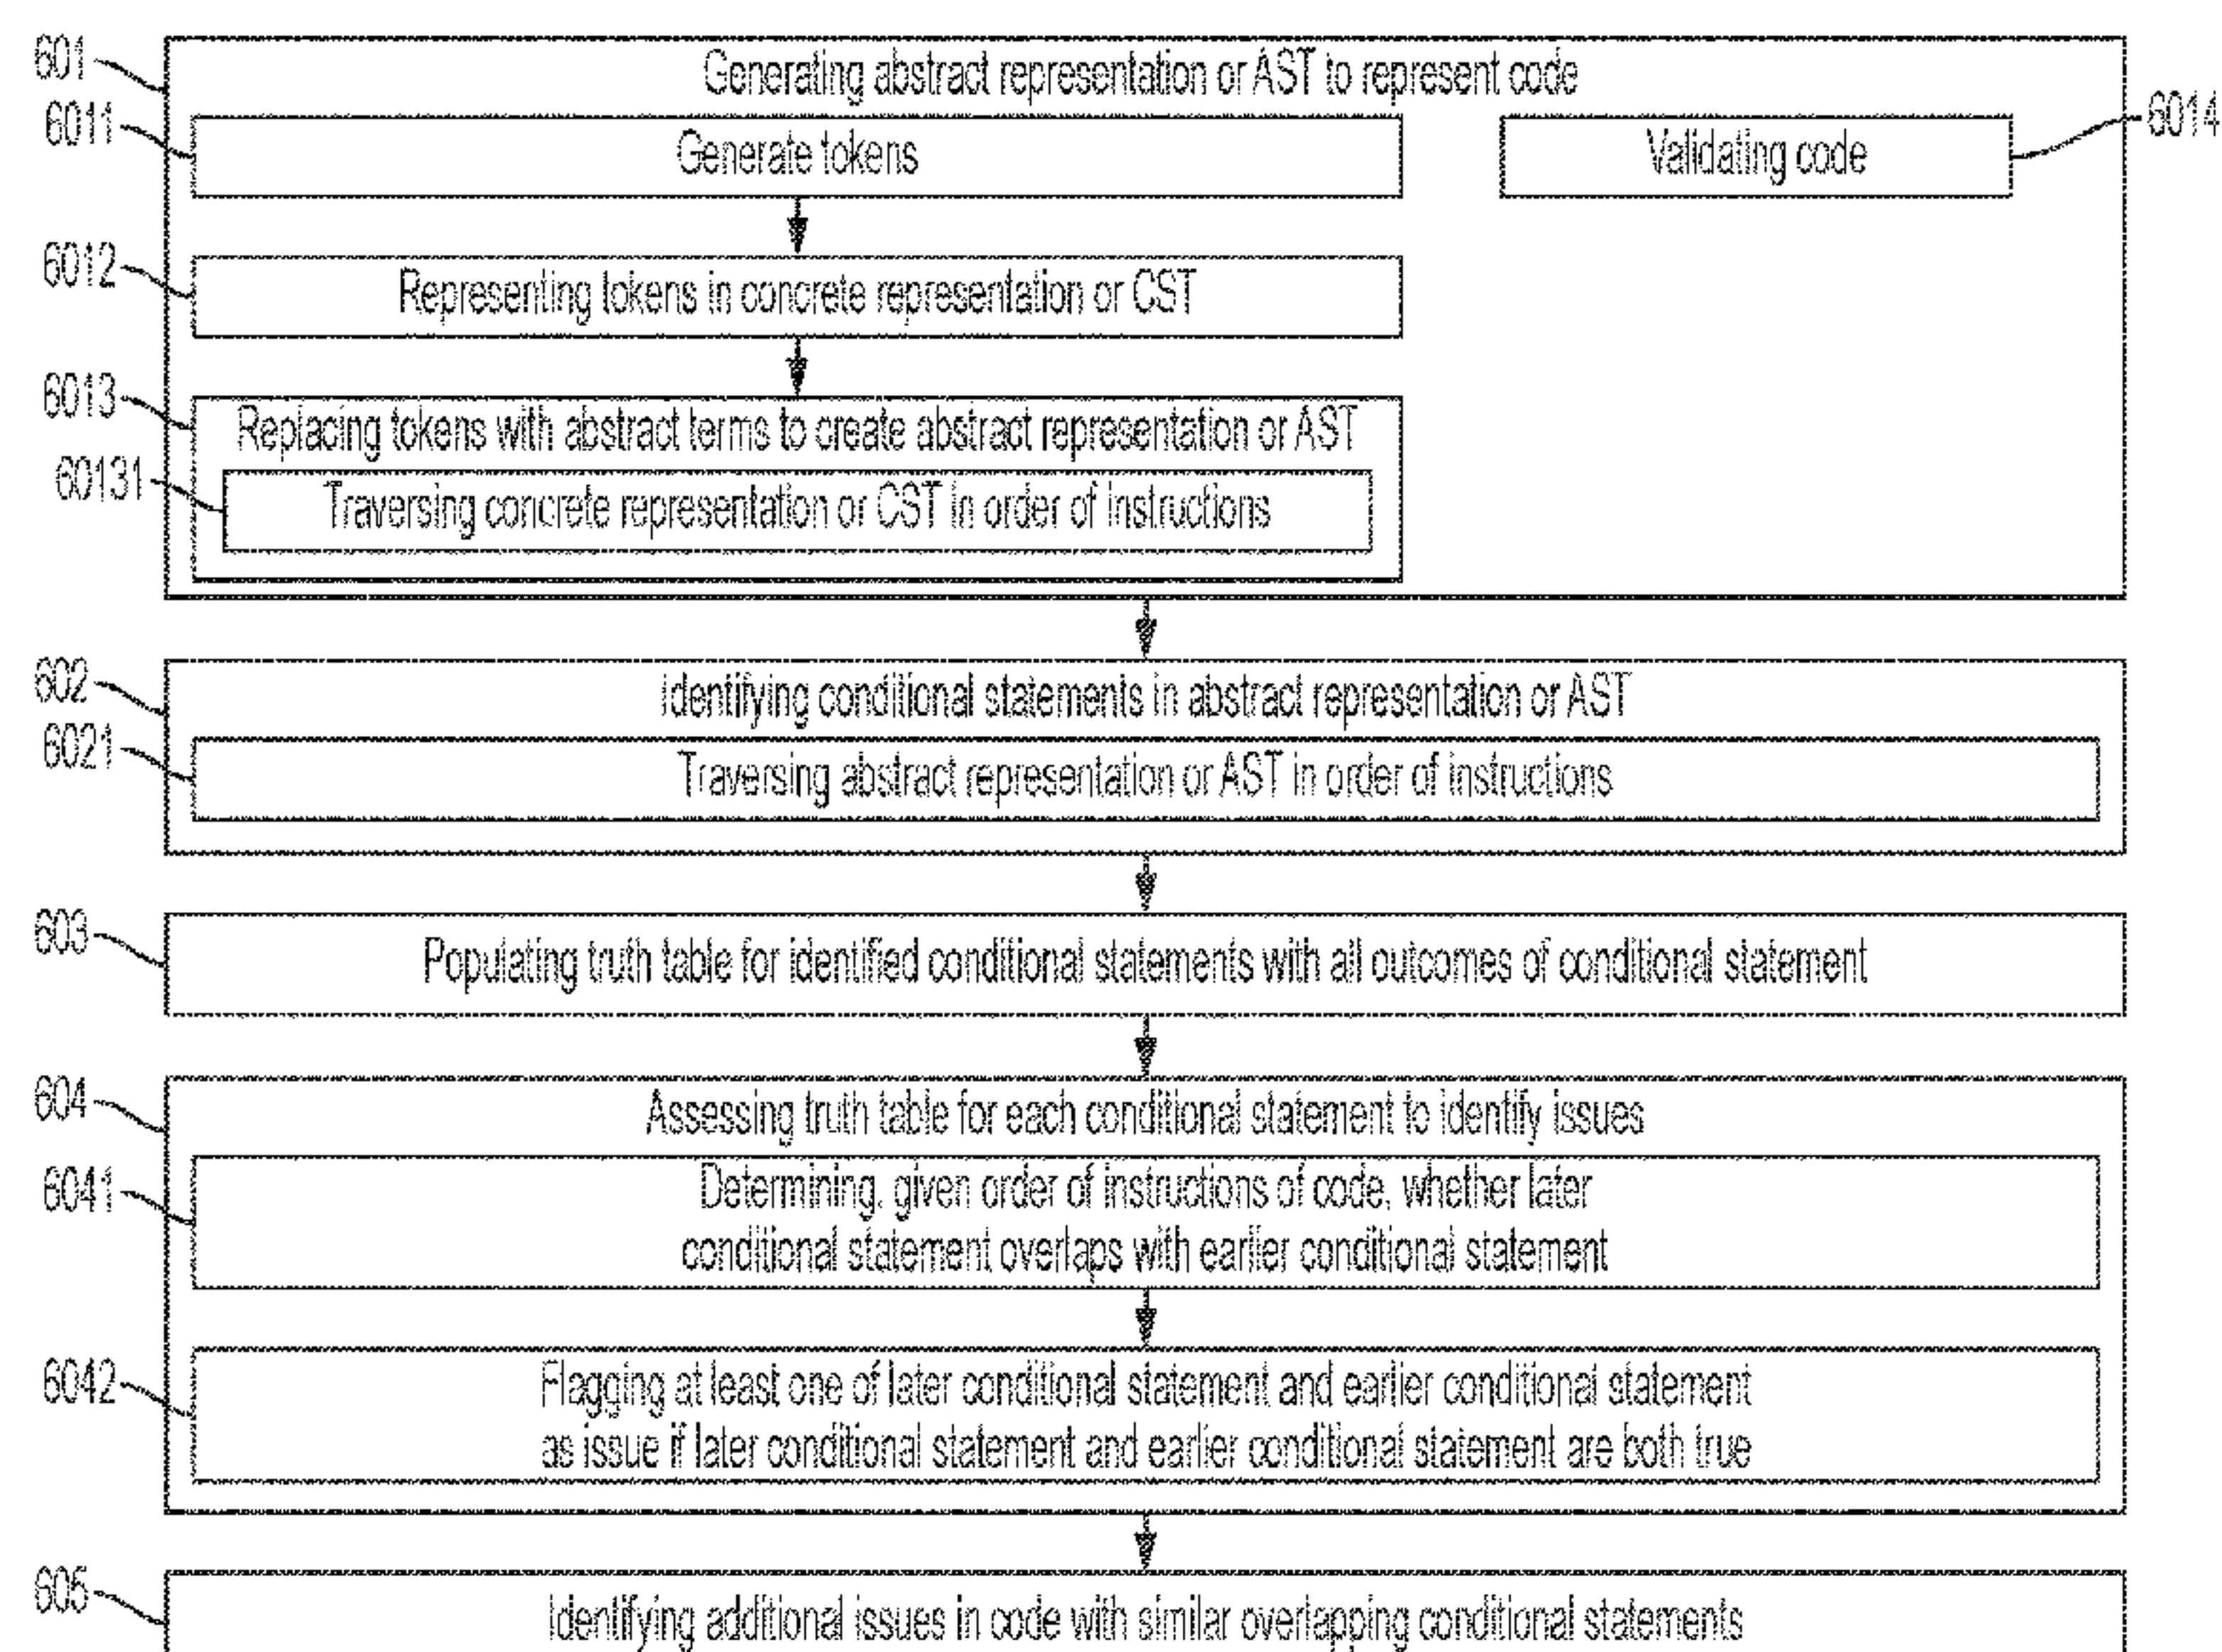 601
Generating abstract representation or AST to represent code
6011
Generate tokens
Validating code
6014
6012
Representing tokens in concrete representation or CST
6013
Replacing tokens with abstract terms to create abstract representation or AST
60131
Traversing concrete representation or CST in order of instructions
602
Identifying conditional statements in abstract representation or AST
6021
Traversing abstract representation or AST in order of instructions
603
Populating truth table for identified conditional statements with all outcomes of conditional statement
604
Assessing truth table for each conditional statement to identify issues
6041
Determining, given order of instructions of code, whether later
conditional statement overlaps with earlier conditional statement
6042
Flagging at least one of later conditional statement and earlier conditional statement
as issue if later conditional statement and earlier conditional statement are both true
605
Identifying additional issues in code with similar overlapping conditional statements